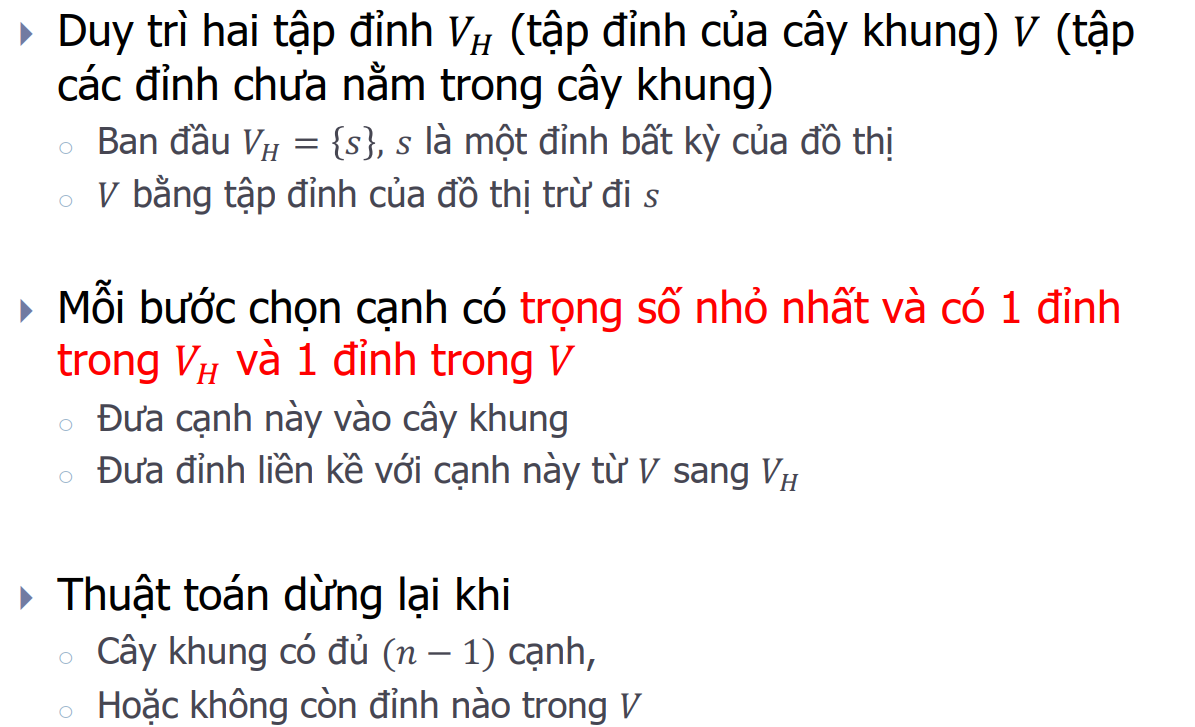 Duy trì hai tập đỉnh V_H (tập đỉnh của cây khung) V (tập
các đỉnh chưa nằm trong cây khung)
Ban đầu V_H = {s}, s là một đỉnh bất kỳ của đồ thị
V bằng tập đỉnh của đồ thị trừ đi s
Mỗi bước chọn cạnh có trọng số nhỏ nhất và có 1 đỉnh
trong V_H và 1 đỉnh trong V
Đưa cạnh này vào cây khung
Đưa đỉnh liền kề với cạnh này từ V sang V_H
Thuật toán dừng lại khi
Cây khung có đủ (n − 1) cạnh,
Hoặc không còn đỉnh nào trong V